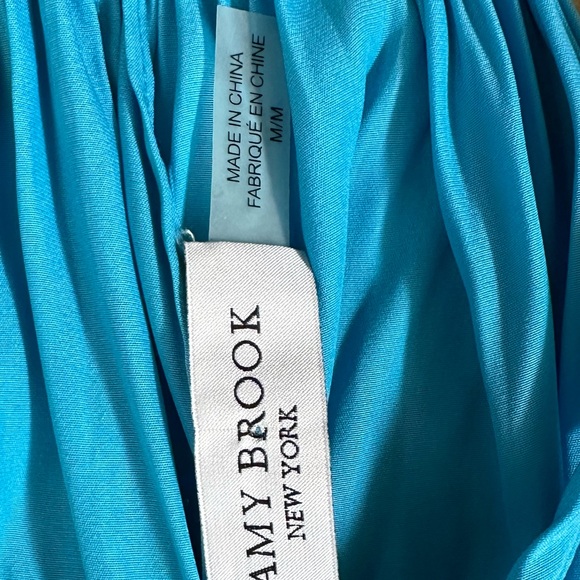 MADE IN CHINA
FABRIQUÉ EN CHINE
M/M
AMY BROOK
NEW YORK